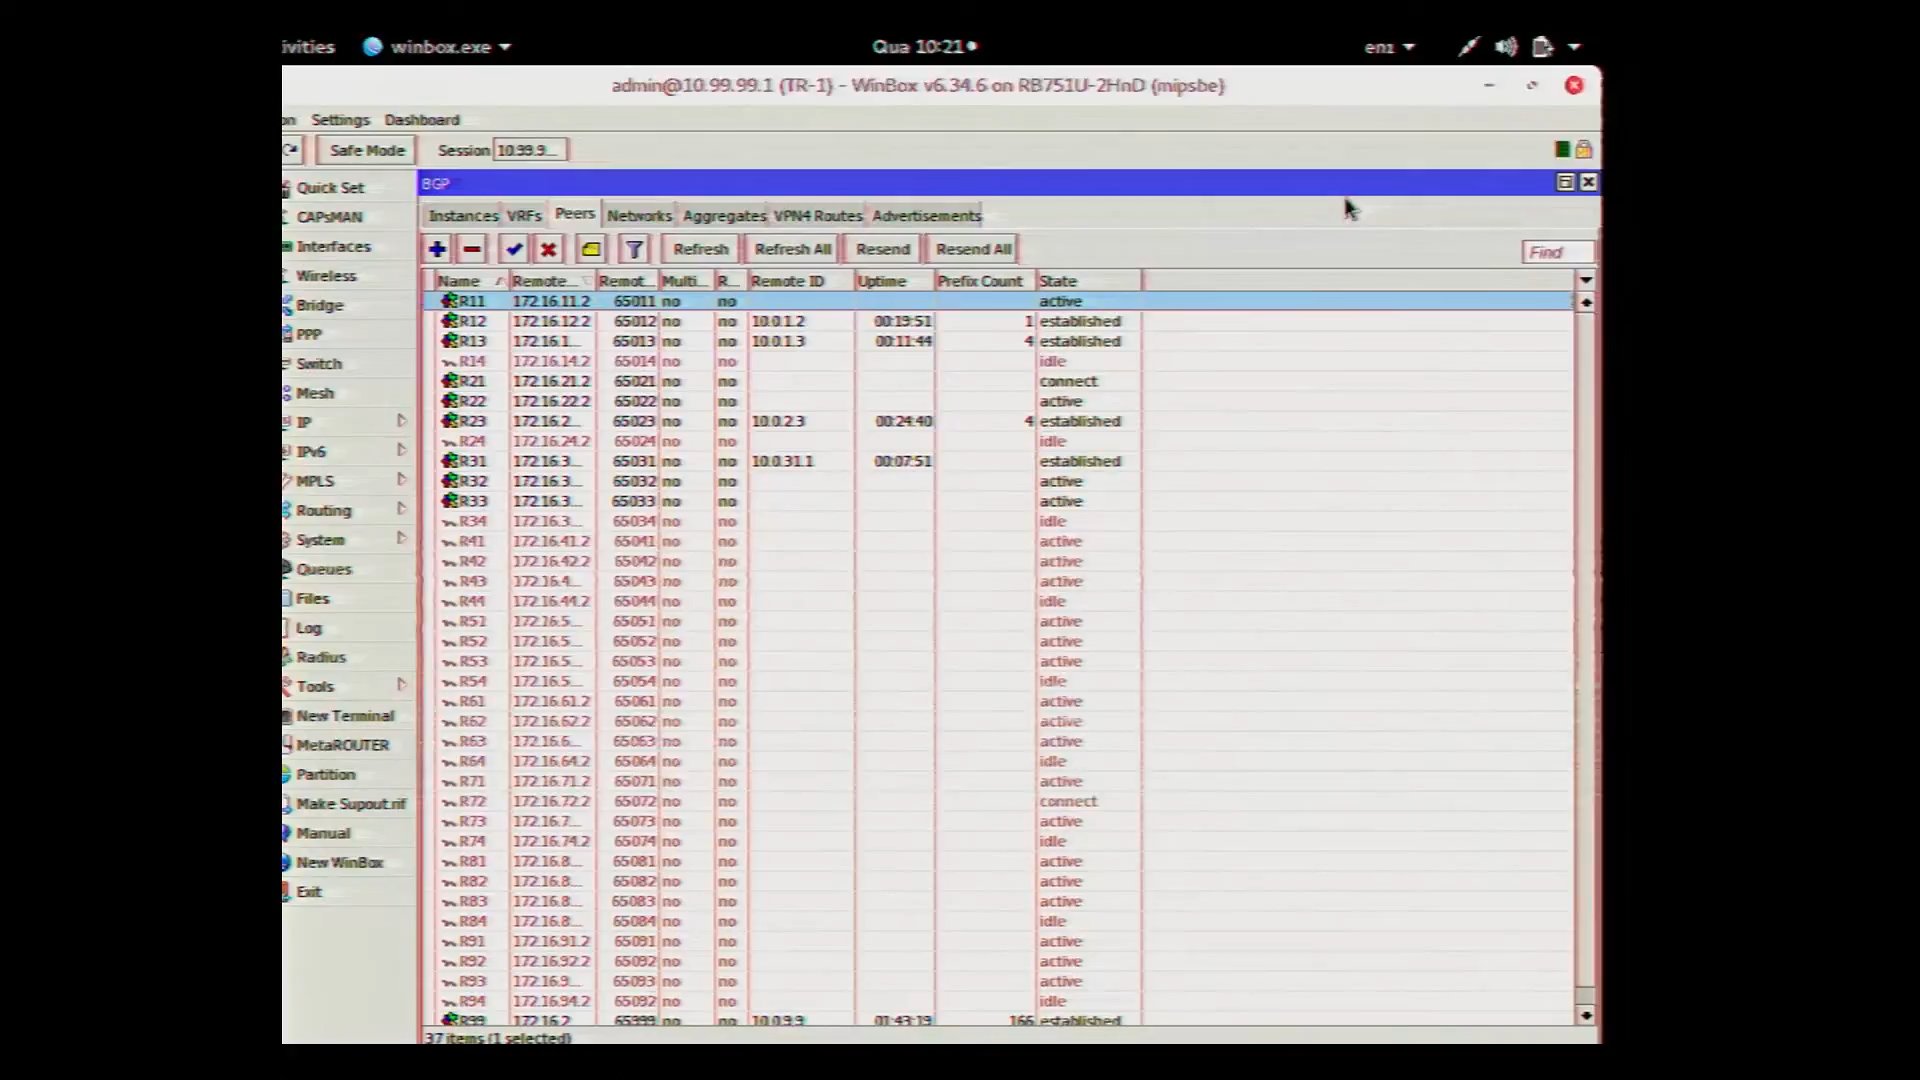 ivities winbox.exe Qua 10:21 en1
admin@10.99.99.1 (TR-1) - WinBox v6.34.6 on RB751U-2HnD (mipsbe)
on Settings Dashboard
Safe Mode Session 10.99.9...
Quick Set
CAPsMAN
Interfaces
Wireless
Bridge
PPP
Switch
Mesh
IP
IPv6
MPLS
Routing
System
Queues
Files
Log
Radius
Tools
New Terminal
MetaROUTER
Partition
Make Supout.rif
Manual
New WinBox
Exit
BGP
Instances VRFs Peers Networks Aggregates VPN4 Routes Advertisements
Refresh Refresh All Resend Resend All Find
Name Remote... Remot... Multi... R... Remote ID Uptime Prefix Count State
R11 172.16.11.2 65011 no no active
R12 172.16.12.2 65012 no no 10.0.1.2 00:19:51 1 established
R13 172.16.1... 65013 no no 10.0.1.3 00:11:44 4 established
R14 172.16.14.2 65014 no no idle
R21 172.16.21.2 65021 no no connect
R22 172.16.22.2 65022 no no active
R23 172.16.2... 65023 no no 10.0.2.3 00:24:40 4 established
R24 172.16.24.2 65024 no no idle
R31 172.16.3... 65031 no no 10.0.31.1 00:07:51 established
R32 172.16.3... 65032 no no active
R33 172.16.3... 65033 no no active
R34 172.16.3... 65034 no no idle
R41 172.16.41.2 65041 no no active
R42 172.16.42.2 65042 no no active
R43 172.16.4... 65043 no no active
R44 172.16.44.2 65044 no no idle
R51 172.16.5... 65051 no no active
R52 172.16.5... 65052 no no active
R53 172.16.5... 65053 no no active
R54 172.16.5... 65054 no no idle
R61 172.16.61.2 65061 no no active
R62 172.16.62.2 65062 no no active
R63 172.16.6... 65063 no no active
R64 172.16.64.2 65064 no no idle
R71 172.16.71.2 65071 no no active
R72 172.16.72.2 65072 no no connect
R73 172.16.7... 65073 no no active
R74 172.16.74.2 65074 no no idle
R81 172.16.8... 65081 no no active
R82 172.16.8... 65082 no no active
R83 172.16.8... 65083 no no active
R84 172.16.8... 65084 no no idle
R91 172.16.91.2 65091 no no active
R92 172.16.92.2 65092 no no active
R93 172.16.9... 65093 no no active
R94 172.16.94.2 65092 no no idle
R99 172.16.2 65999 no no 10.0.9.9 01:43:19 166 established
37 items (1 selected)